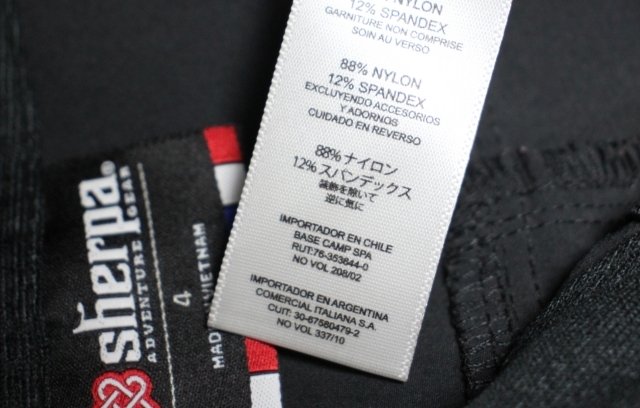 NYLON
12% SPANDEX
GARNITURE NON COMPRISE
SOIN AU VERSO
88% NYLON
12% SPANDEX
EXCLUYENDO ACCESORIOS
Y ADORNOS
CUIDADO EN REVERSO
88% ナイロン
12% スパンデックス
装飾を除いて
逆に気に
IMPORTADOR EN CHILE
BASE CAMP SPA
RUT:76-353844-0
NO VOL 208/02
IMPORTADOR EN ARGENTINA
COMERCIAL ITALIANA S.A.
CUIT: 30-67580479-2
NO VOL 337/10
sherpa
ADVENTURE GEAR
4
VIETNAM